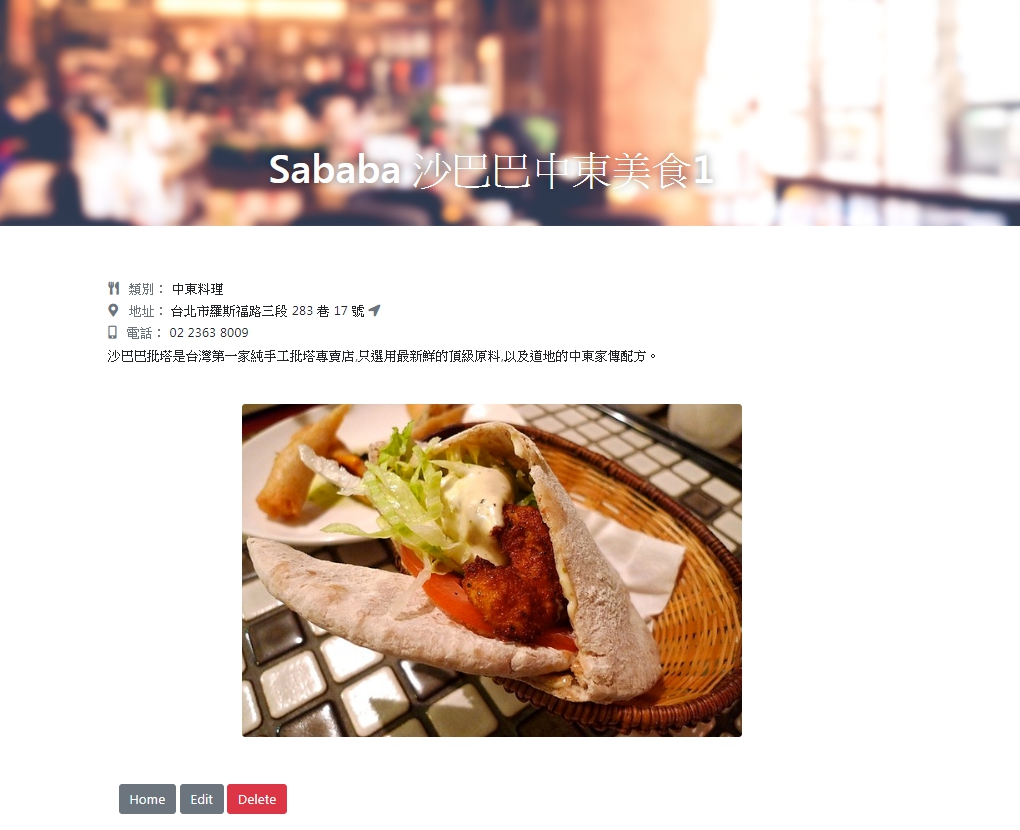 Sababa 沙巴巴中東美食1
類別： 中東料理
地址： 台北市羅斯福路三段 283 巷 17 號
電話： 02 2363 8009
沙巴巴批塔是台灣第一家純手工批塔專賣店,只選用最新鮮的頂級原料,以及道地的中東家傳配方。
Home Edit Delete